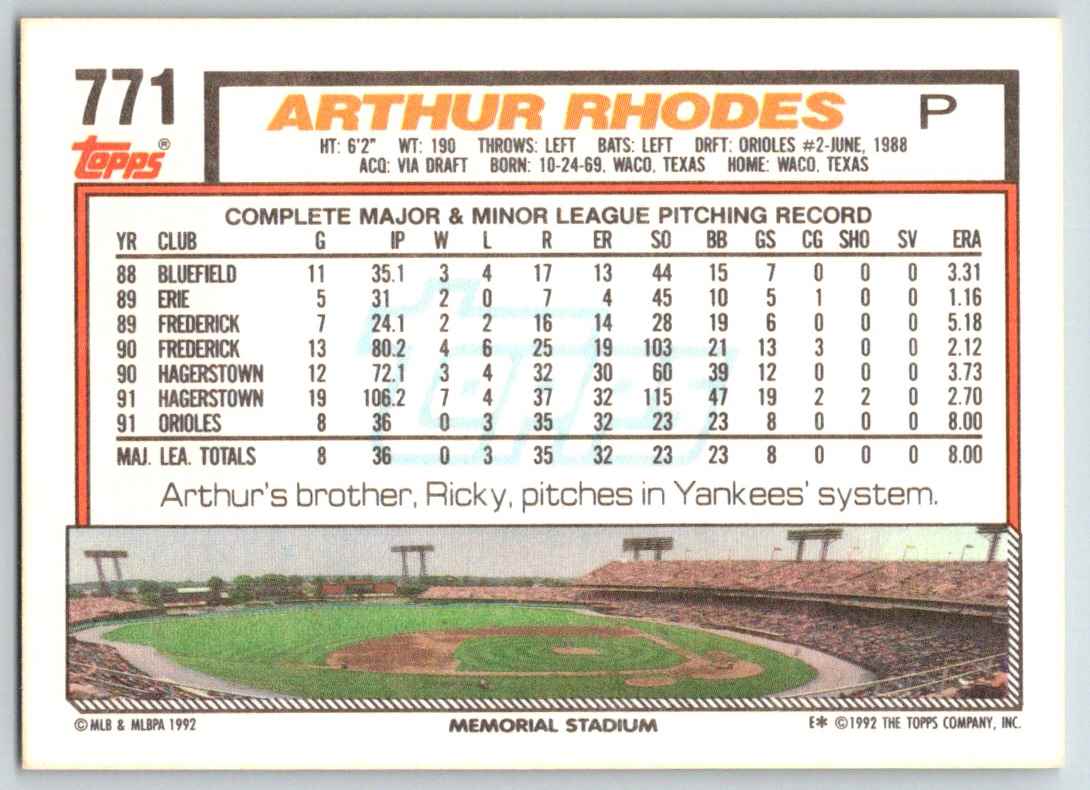 771
Topps®
ARTHUR RHODES P
HT: 6'2" WT: 190 THROWS: LEFT BATS: LEFT DRFT: ORIOLES #2-JUNE, 1988
ACQ: VIA DRAFT BORN: 10-24-69, WACO, TEXAS HOME: WACO, TEXAS
COMPLETE MAJOR & MINOR LEAGUE PITCHING RECORD
YR CLUB G IP W L R ER SO BB GS CG SHO SV ERA
88 BLUEFIELD 11 35.1 3 4 17 13 44 15 7 0 0 0 3.31
89 ERIE 5 31 2 0 7 4 45 10 5 1 0 0 1.16
89 FREDERICK 7 24.1 2 2 16 14 28 19 6 0 0 0 5.18
90 FREDERICK 13 80.2 4 6 25 19 103 21 13 3 0 0 2.12
90 HAGERSTOWN 12 72.1 3 4 32 30 60 39 12 0 0 0 3.73
91 HAGERSTOWN 19 106.2 7 4 37 32 115 47 19 2 2 0 2.70
91 ORIOLES 8 36 0 3 35 32 23 23 8 0 0 0 8.00
MAJ. LEA. TOTALS 8 36 0 3 35 32 23 23 8 0 0 0 8.00
Topps
Arthur's brother, Ricky, pitches in Yankees' system.
© MLB & MLBPA 1992 MEMORIAL STADIUM E* © 1992 THE TOPPS COMPANY, INC.